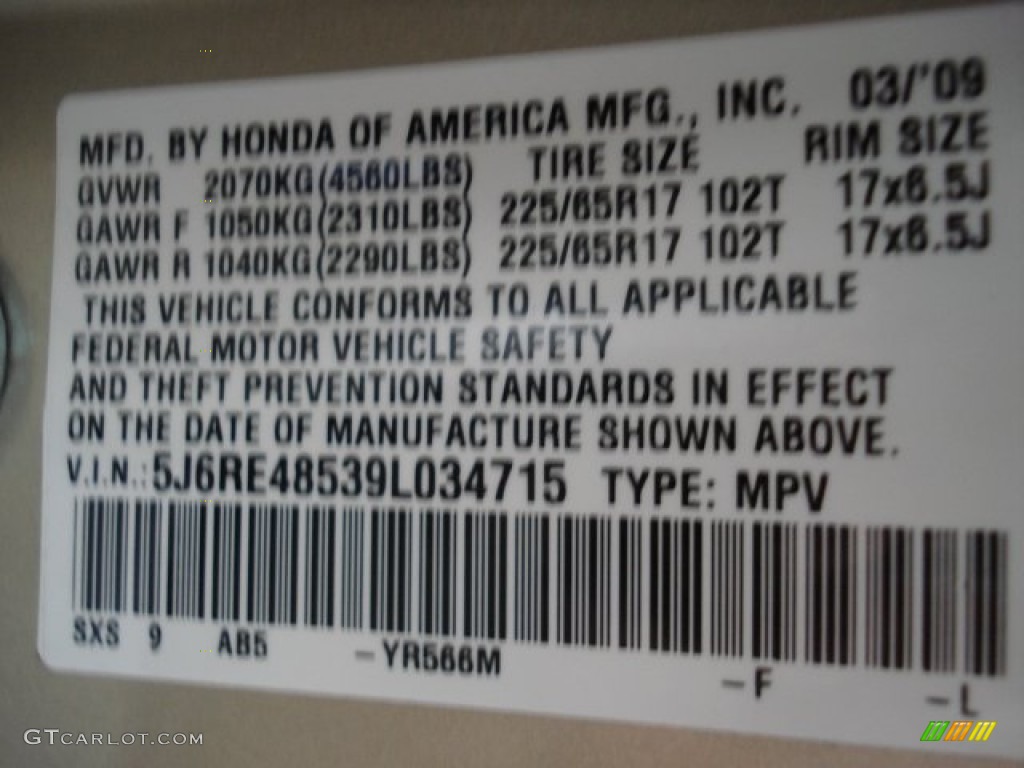 MFD. BY HONDA OF AMERICA MFG., INC. 03/'09
GVWR 2070KG(4560LBS) TIRE SIZE RIM SIZE
GAWR F 1050KG(2310LBS) 225/65R17 102T 17x6.5J
GAWR R 1040KG(2290LBS) 225/65R17 102T 17x6.5J
THIS VEHICLE CONFORMS TO ALL APPLICABLE
FEDERAL MOTOR VEHICLE SAFETY
AND THEFT PREVENTION STANDARDS IN EFFECT
ON THE DATE OF MANUFACTURE SHOWN ABOVE.
V.I.N.:5J6RE48539L034715 TYPE: MPV
SXS 9 AB5 -YR566M -F -L
GTCARLOT.COM